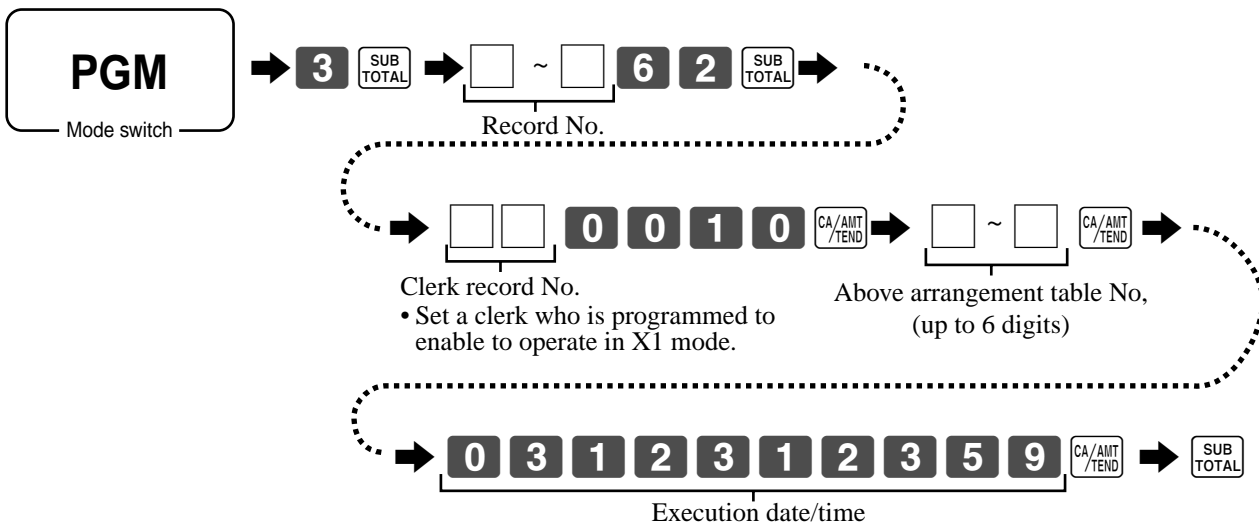 PGM
Mode switch
3 SUB TOTAL ~ 6 2 SUB TOTAL
Record No.
0 0 1 0 CA/AMT /TEND ~ CA/AMT /TEND
Clerk record No.
• Set a clerk who is programmed to
enable to operate in X1 mode.
Above arrangement table No,
(up to 6 digits)
0 3 1 2 3 1 2 3 5 9 CA/AMT /TEND SUB TOTAL
Execution date/time